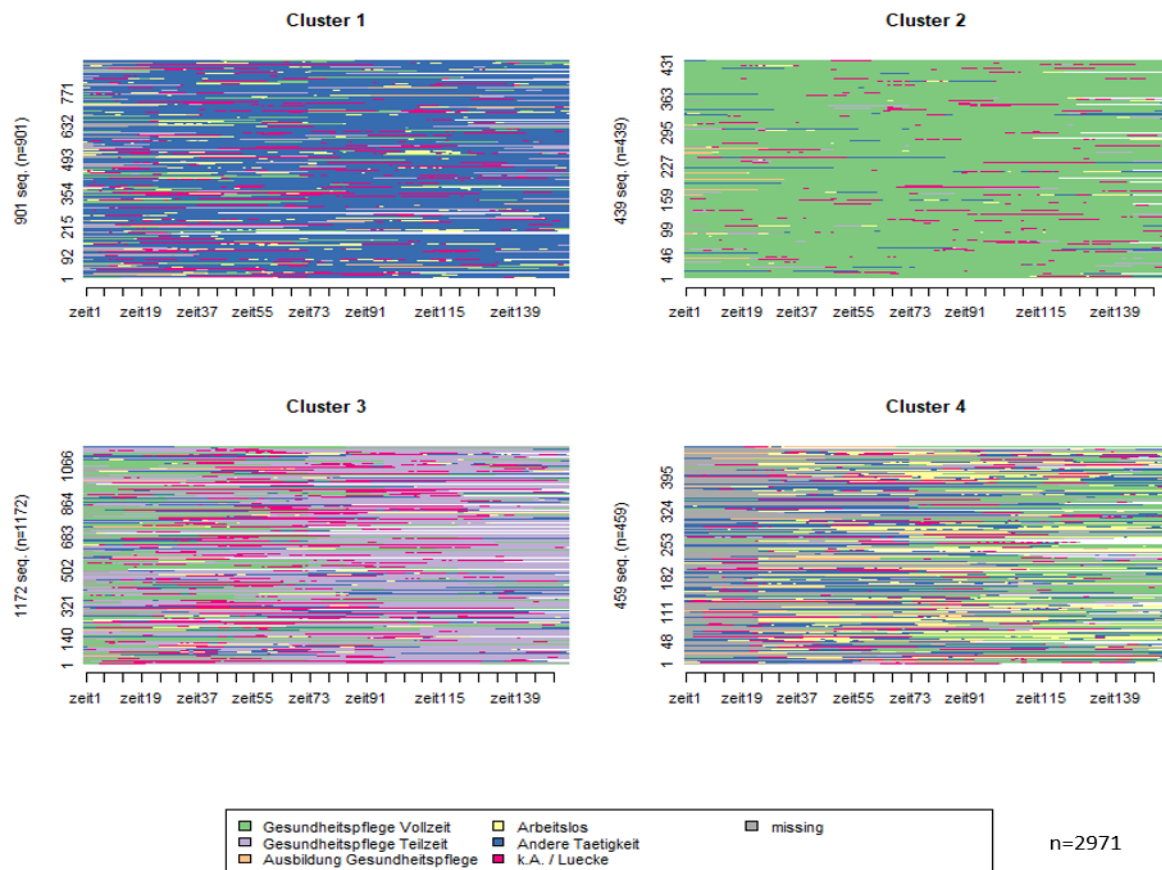 Cluster 1
901 seq. (n=9901)
1 92 215 354 493 632 771
zeit1 zeit19 zeit37 zeit55 zeit73 zeit91 zeit115 zeit139
Cluster 2
439 seq. (n=439)
1 46 99 159 227 295 363 431
zeit1 zeit19 zeit37 zeit55 zeit73 zeit91 zeit115 zeit139
Cluster 3
1172 seq. (n=1172)
1 140 321 502 683 864 1066
zeit1 zeit19 zeit37 zeit55 zeit73 zeit91 zeit115 zeit139
Cluster 4
459 seq. (n=459)
1 48 111 182 253 324 395
zeit1 zeit19 zeit37 zeit55 zeit73 zeit91 zeit115 zeit139
Gesundheitspflege Vollzeit
Gesundheitspflege Teilzeit
Ausbildung Gesundheitspflege
Arbeitslos
Andere Taetigkeit
k.A. / Luecke
missing
n=2971